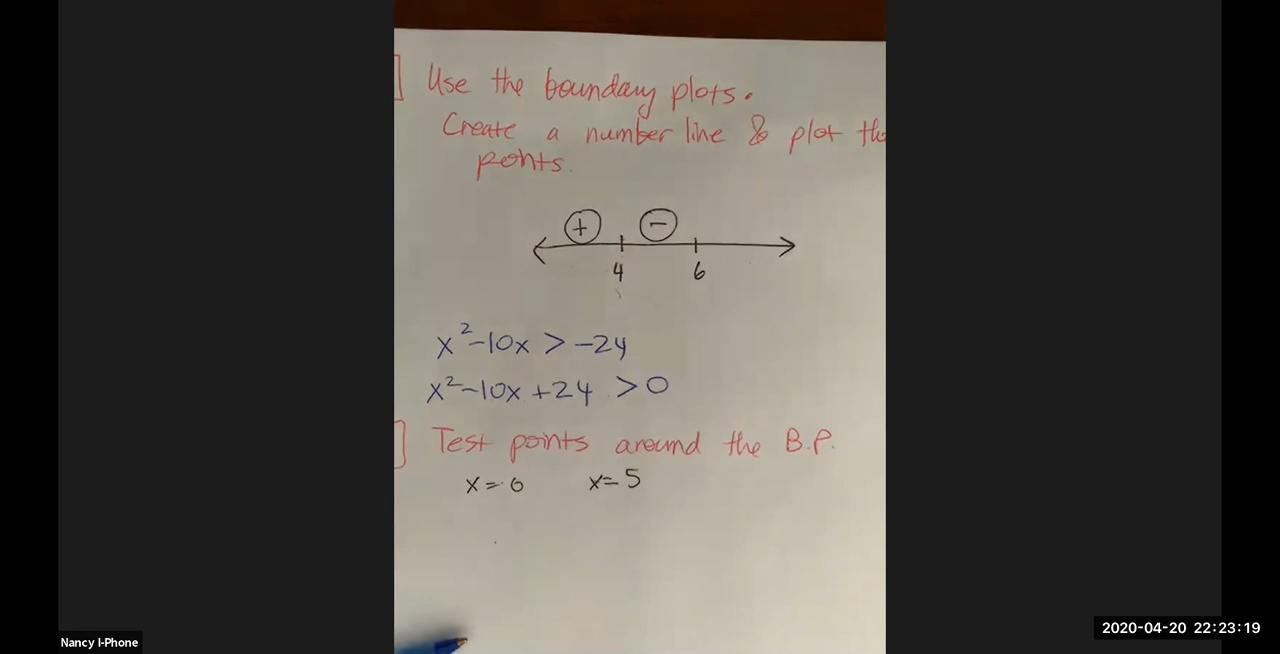 ] Use the boundary plots.
Create a number line & plot the
points.
+ −
4 6
x²-10x > -24
x²-10x +24 > 0
] Test points around the B.P.
x = 0 x= 5
Nancy I-Phone
2020-04-20 22:23:19